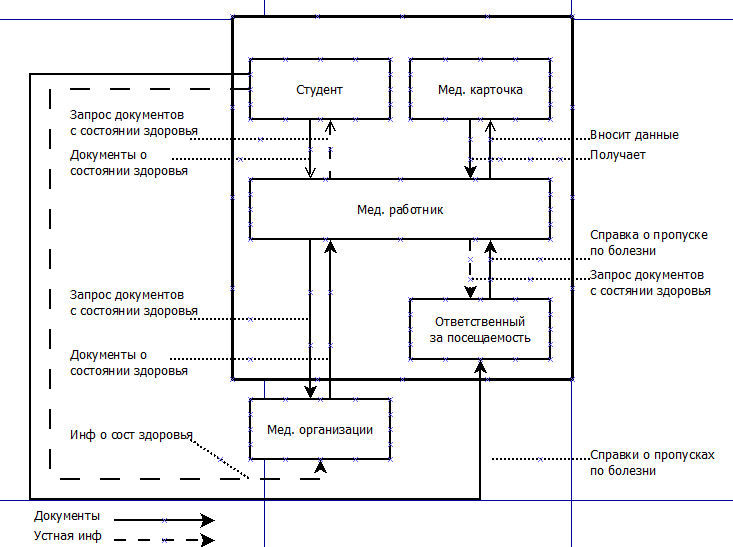 Студент
Мед. карточка
Запрос документов
с состоянии здоровья
Документы о
состоянии здоровья
Вносит данные
Получает
Мед. работник
Справка о пропуске
по болезни
Запрос документов
с состянии здоровья
Запрос документов
с состоянии здоровья
Ответственный
за посещаемость
Документы о
состоянии здоровья
Мед. организации
Инф о сост здоровья
Справки о пропусках
по болезни
Документы
Устная инф